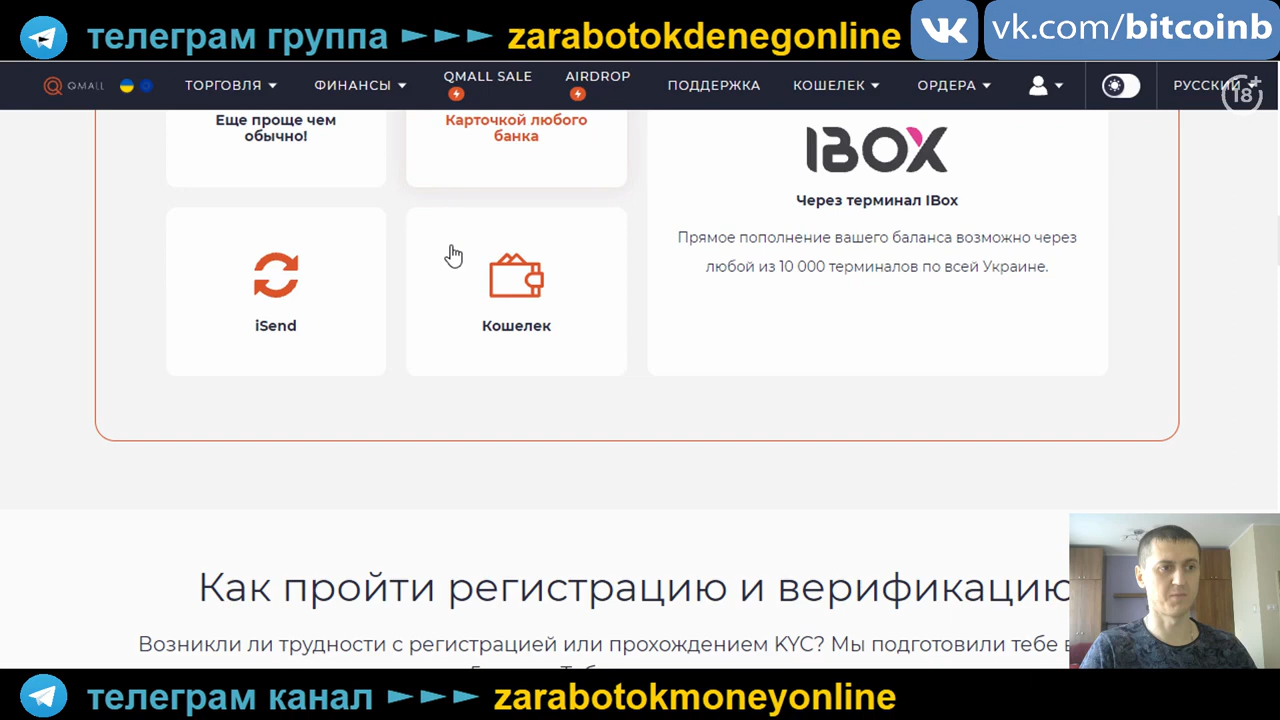 телеграм группа ►►► zarabotokdenegonline
vk.com/bitcoinb
QMALL
ТОРГОВЛЯ
ФИНАНСЫ
QMALL SALE
AIRDROP
ПОДДЕРЖКА
КОШЕЛЕК
ОРДЕРА
РУССКИЙ
18+
Еще проще чем
обычно!
Карточкой любого
банка
IBOX
Через терминал IBox
Прямое пополнение вашего баланса возможно через
любой из 10 000 терминалов по всей Украине.
iSend
Кошелек
Как пройти регистрацию и верификацию
Возникли ли трудности с регистрацией или прохождением KYC? Мы подготовили тебе
телеграм канал ►►► zarabotokmoneyonline